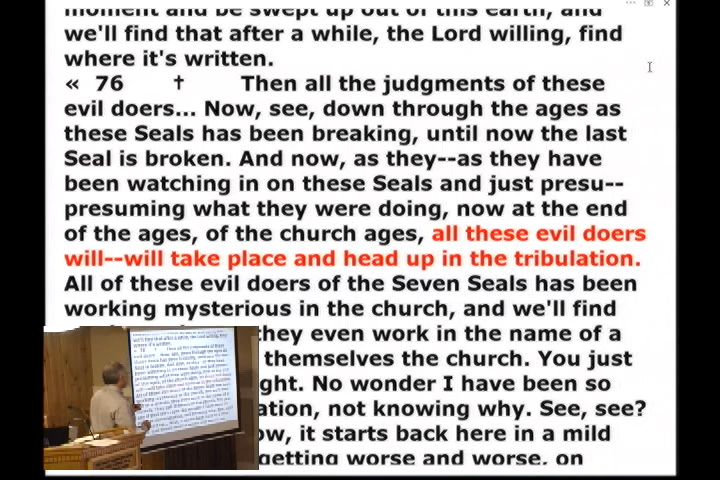 moment and be swept up out of this earth, and
we'll find that after a while, the Lord willing, find
where it's written.
« 76 † Then all the judgments of these
evil doers... Now, see, down through the ages as
these Seals has been breaking, until now the last
Seal is broken. And now, as they--as they have
been watching in on these Seals and just presu--
presuming what they were doing, now at the end
of the ages, of the church ages, all these evil doers
will--will take place and head up in the tribulation.
All of these evil doers of the Seven Seals has been
working mysterious in the church, and we'll find
they even work in the name of a
themselves the church. You just
ght. No wonder I have been so
ation, not knowing why. See, see?
ow, it starts back here in a mild
getting worse and worse, on